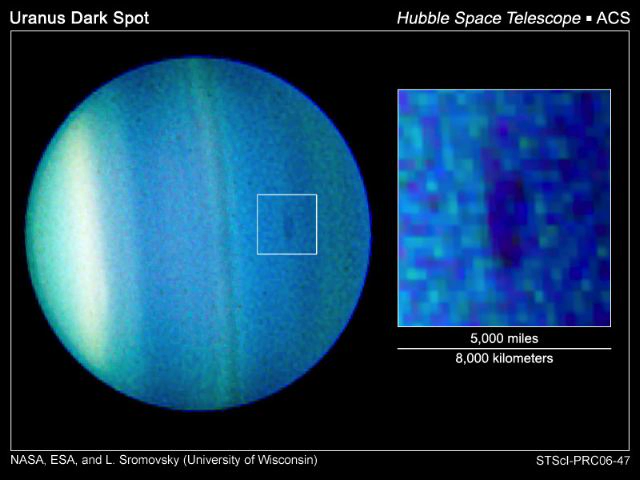 Uranus Dark Spot
Hubble Space Telescope ▪ ACS
5,000 miles
8,000 kilometers
NASA, ESA, and L. Sromovsky (University of Wisconsin)
STScI-PRC06-47